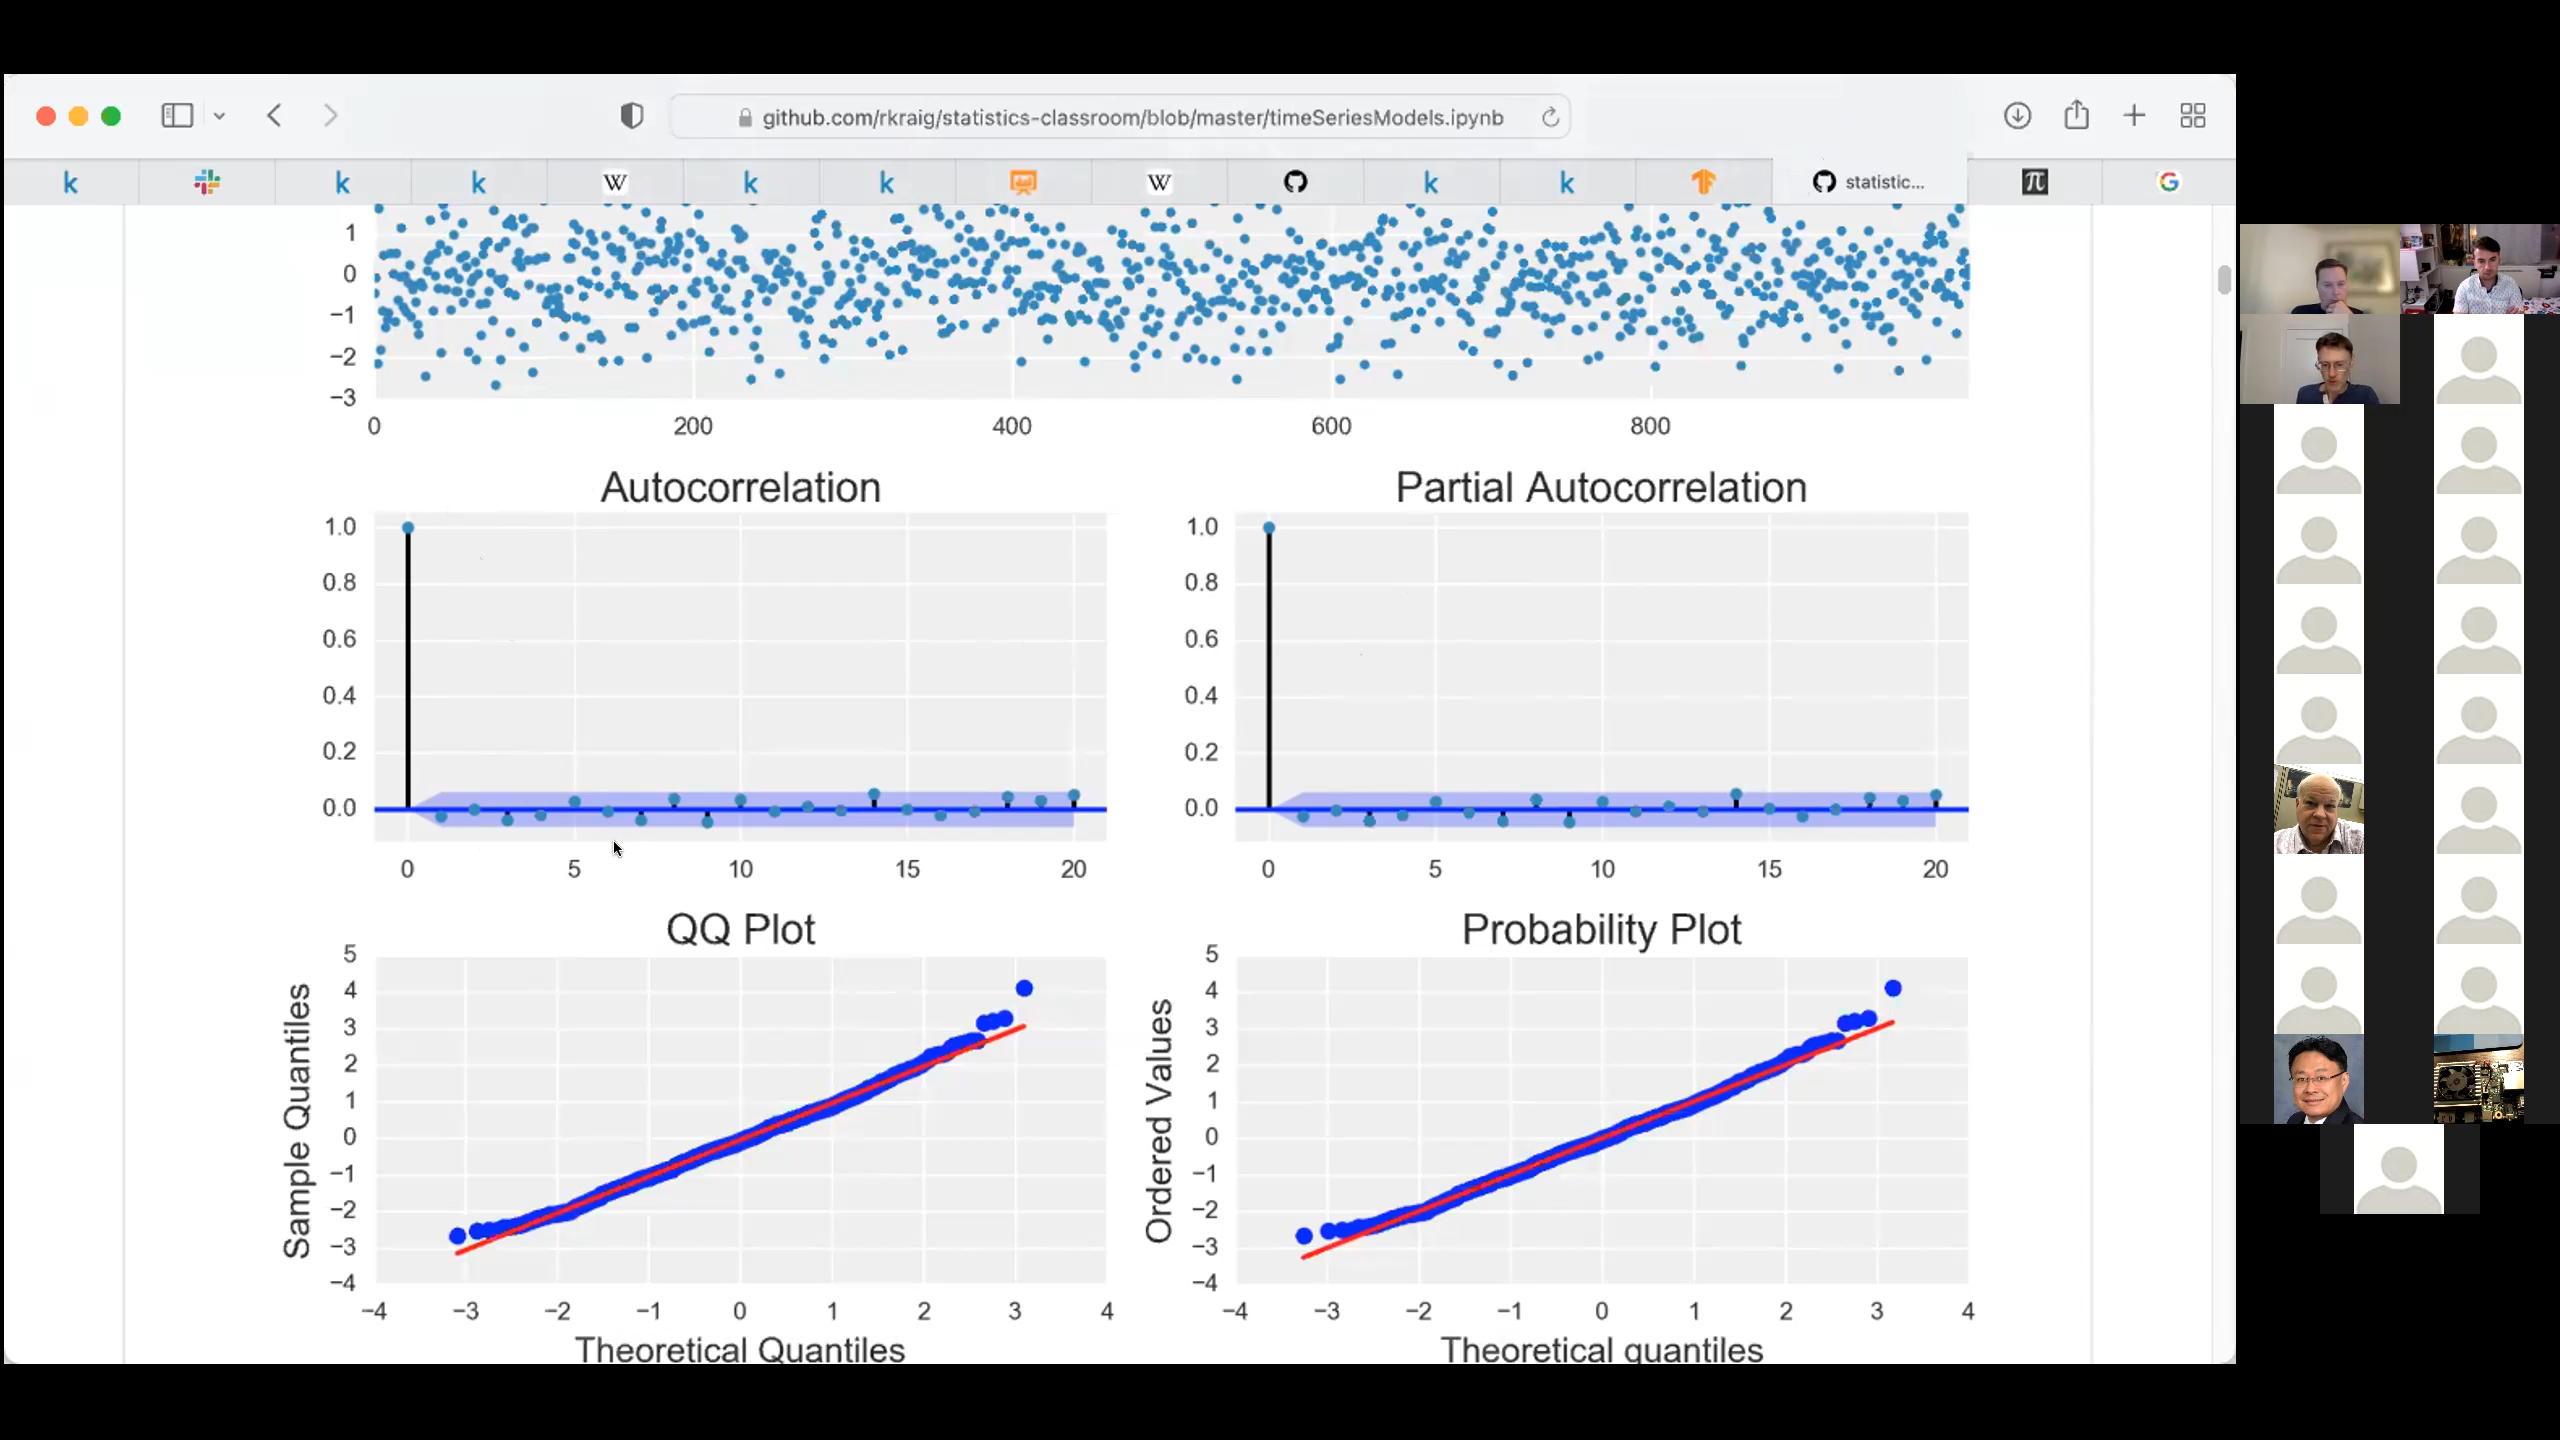 github.com/rkraig/statistics-classroom/blob/master/timeSeriesModels.ipynb
k k k W k k W k k statistic... π G
1
0
−1
−2
−3
0 200 400 600 800
Autocorrelation
1.0
0.8
0.6
0.4
0.2
0.0
0 5 10 15 20
Partial Autocorrelation
1.0
0.8
0.6
0.4
0.2
0.0
0 5 10 15 20
QQ Plot
Sample Quantiles
5
4
3
2
1
0
−1
−2
−3
−4
−4 −3 −2 −1 0 1 2 3 4
Theoretical Quantiles
Probability Plot
Ordered Values
5
4
3
2
1
0
−1
−2
−3
−4
−4 −3 −2 −1 0 1 2 3 4
Theoretical quantiles